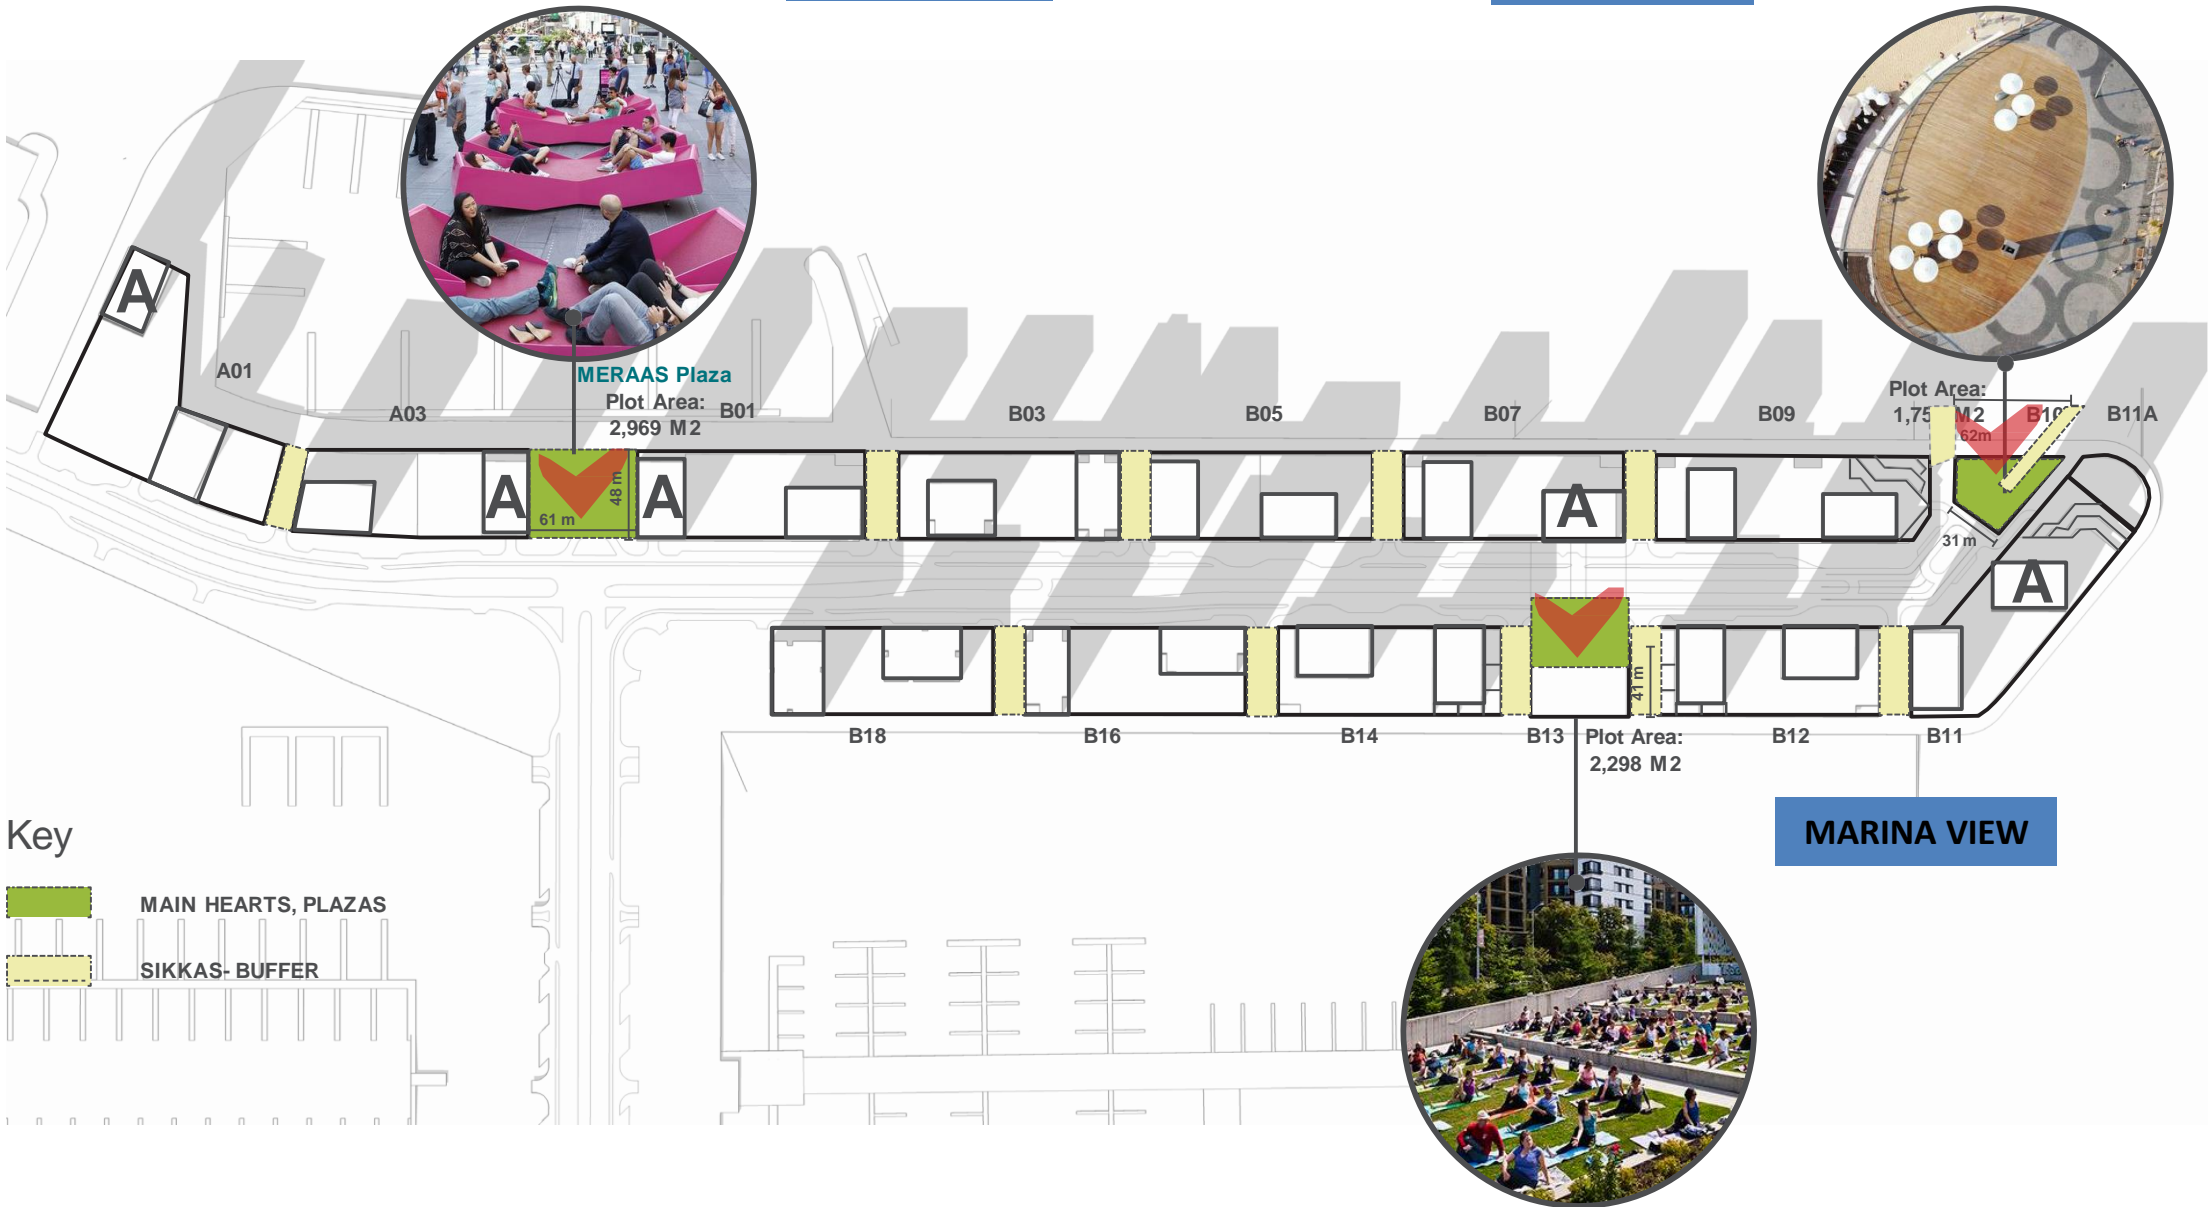 A
A01
A03
MERAAS Plaza
Plot Area:
2,969 M2
B01
B03
B05
B07
B09
Plot Area:
M2
62m
B11A
A
61 m
48 m
A
A
31 m
A
41 m
B18
B16
B14
B13
Plot Area:
2,298 M2
B12
B11
MARINA VIEW
Key
MAIN HEARTS, PLAZAS
SIKKAS- BUFFER